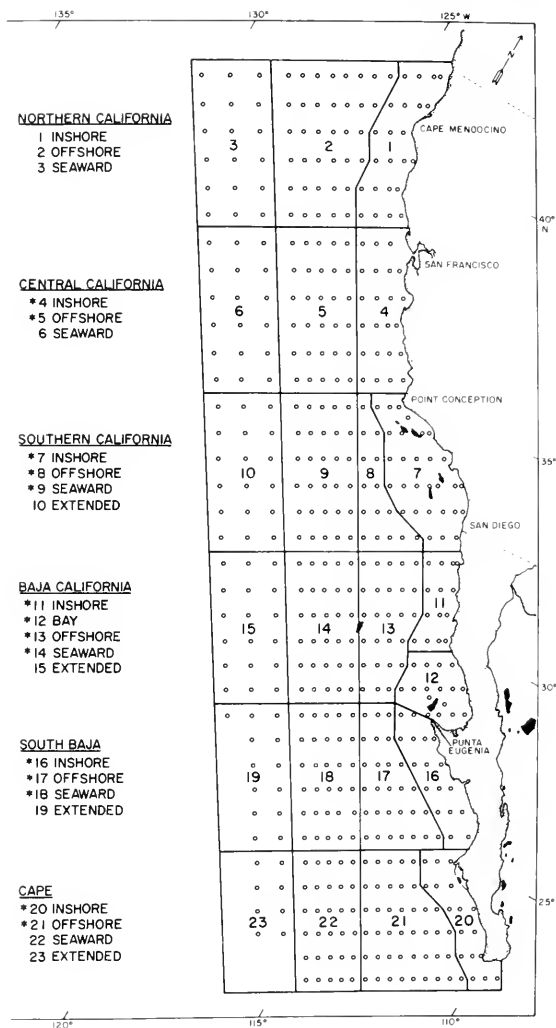 135°
130°
125° W
N
NORTHERN CALIFORNIA
1 INSHORE
2 OFFSHORE
3 SEAWARD
CENTRAL CALIFORNIA
*4 INSHORE
*5 OFFSHORE
6 SEAWARD
SOUTHERN CALIFORNIA
*7 INSHORE
*8 OFFSHORE
*9 SEAWARD
10 EXTENDED
BAJA CALIFORNIA
*11 INSHORE
*12 BAY
*13 OFFSHORE
*14 SEAWARD
15 EXTENDED
SOUTH BAJA
*16 INSHORE
*17 OFFSHORE
*18 SEAWARD
19 EXTENDED
CAPE
*20 INSHORE
*21 OFFSHORE
22 SEAWARD
23 EXTENDED
3 2 1
CAPE MENDOCINO
40°
N
SAN FRANCISCO
6 5 4
POINT CONCEPTION
10 9 8 7
35°
SAN DIEGO
11
15 14 13
12
30°
PUNTA
EUGENIA
19 18 17 16
23 22 21 20
25°
120°
115°
110°